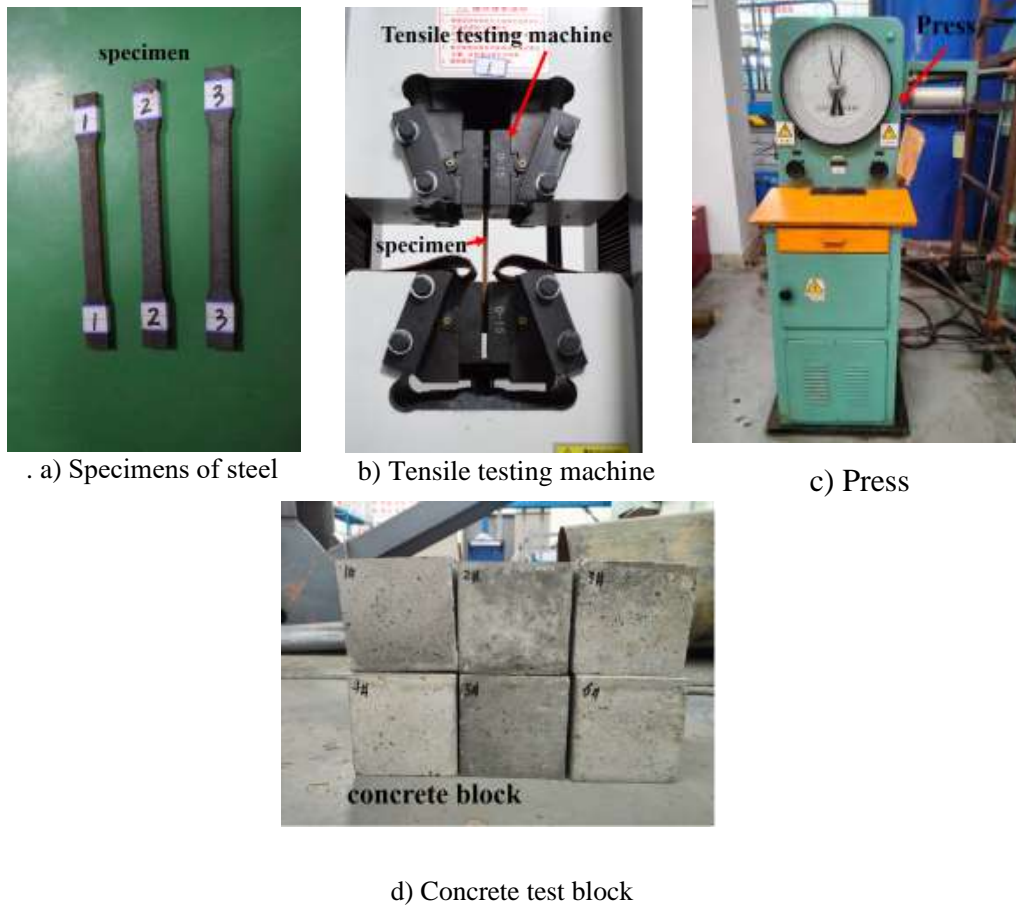 specimen
1
2
3
1
2
3
Tensile testing machine
1
specimen
Press
. a) Specimens of steel
b) Tensile testing machine
c) Press
1#
2#
3#
4#
5#
6#
concrete block
d) Concrete test block